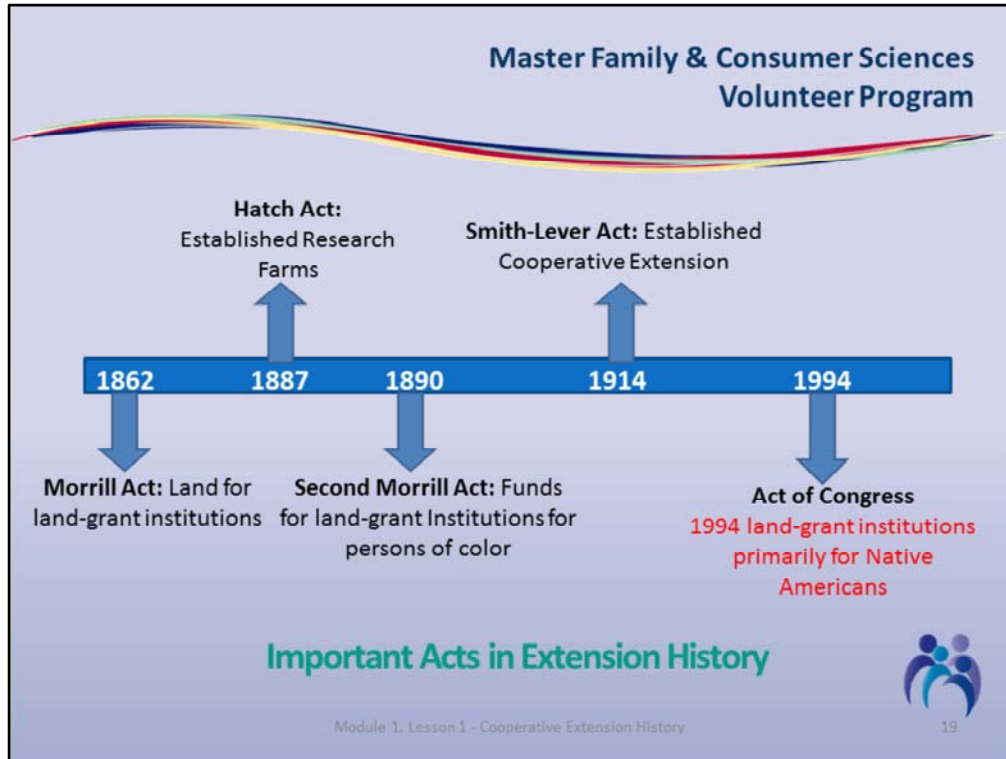 Master Family & Consumer Sciences
Volunteer Program
Hatch Act:
Established Research
Farms
Smith-Lever Act: Established
Cooperative Extension
1862 1887 1890 1914 1994
Morrill Act: Land for
land-grant institutions
Second Morrill Act: Funds
for land-grant Institutions for
persons of color
Act of Congress
1994 land-grant institutions
primarily for Native
Americans
Important Acts in Extension History
Module 1, Lesson 1 - Cooperative Extension History 19